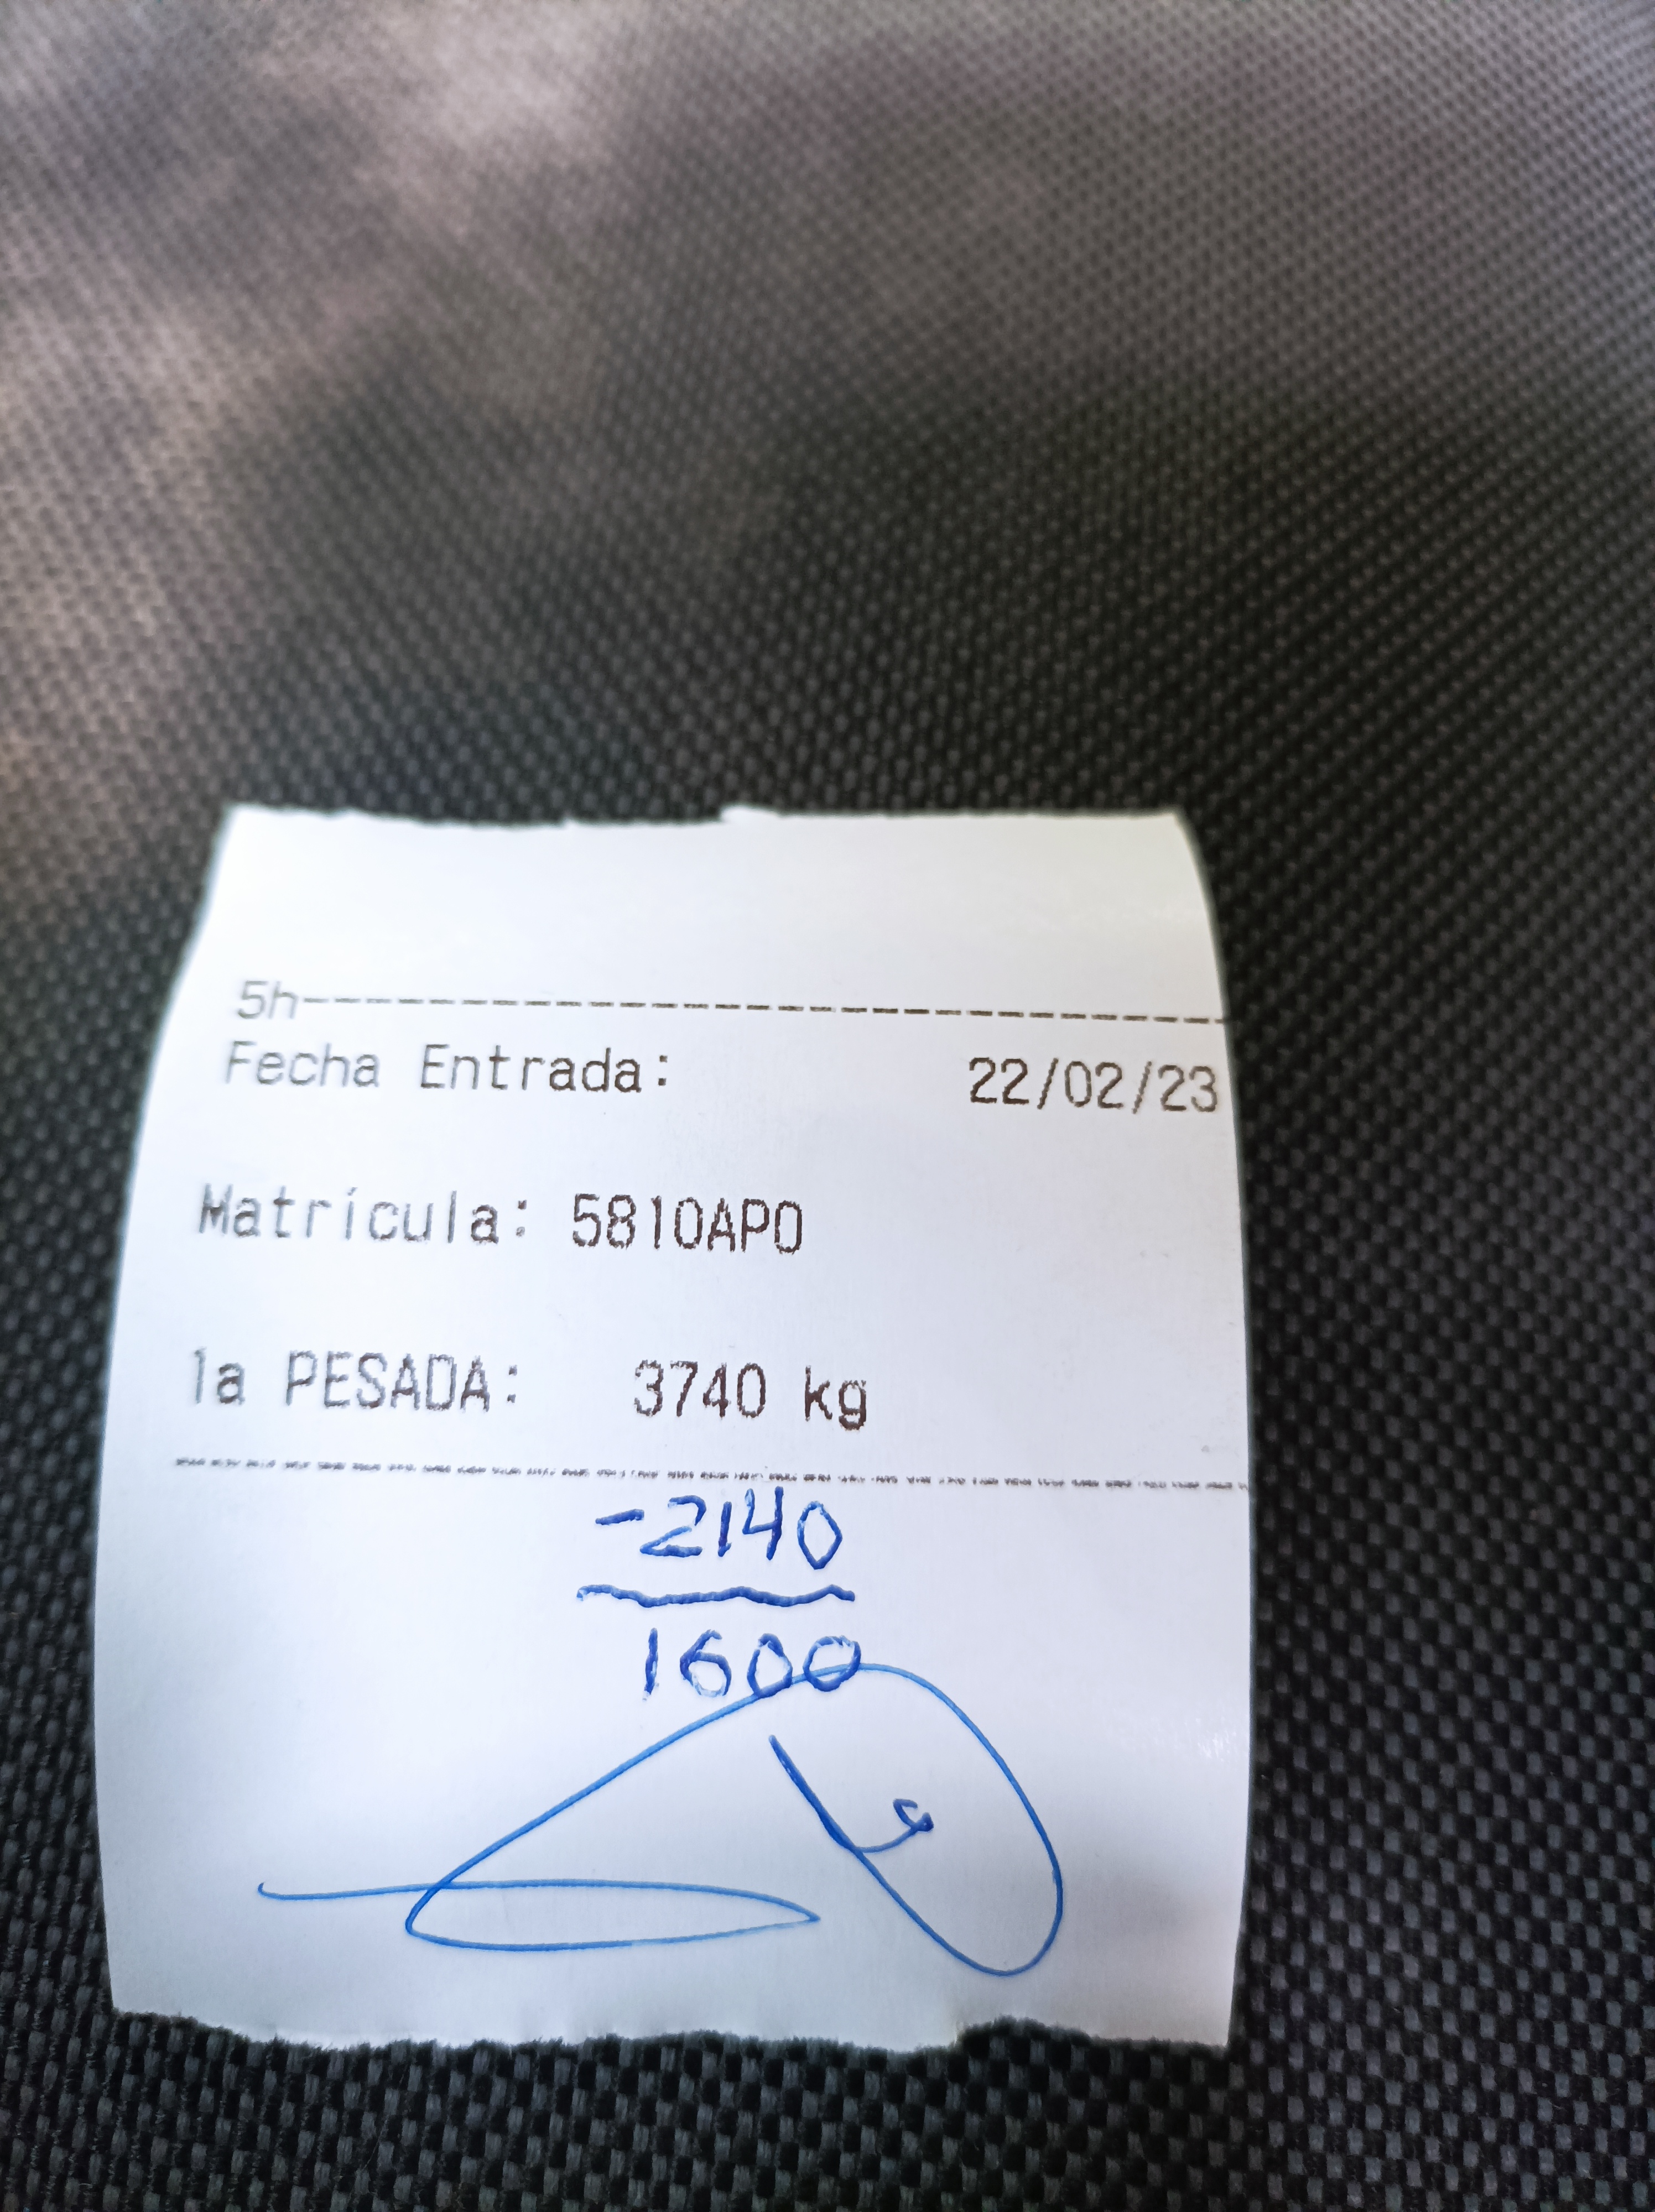 5h------------------------------
Fecha Entrada: 22/02/23
Matrícula: 5810APO
1a PESADA: 3740 kg
-2140
1600